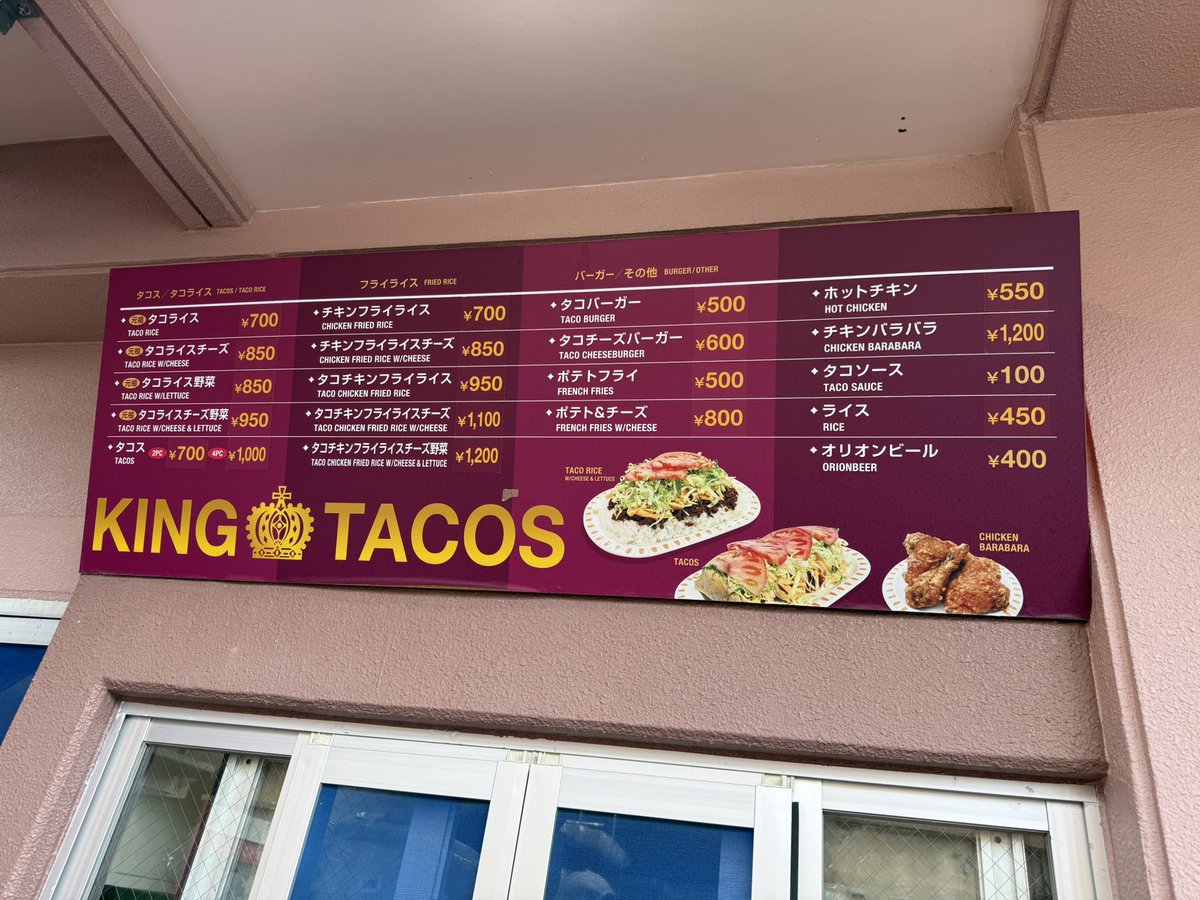 タコス／タコライス TACOS / TACO RICE
元祖 タコライス ¥700
TACO RICE
元祖 タコライスチーズ ¥850
TACO RICE W/CHEESE
元祖 タコライス野菜 ¥850
TACO RICE W/LETTUCE
元祖 タコライスチーズ野菜 ¥950
TACO RICE W/CHEESE & LETTUCE
タコス 2PC ¥700 4PC ¥1,000
TACOS
フライライス FRIED RICE
チキンフライライス ¥700
CHICKEN FRIED RICE
チキンフライライスチーズ ¥850
CHICKEN FRIED RICE W/CHEESE
タコチキンフライライス ¥950
TACO CHICKEN FRIED RICE
タコチキンフライライスチーズ ¥1,100
TACO CHICKEN FRIED RICE W/CHEESE
タコチキンフライライスチーズ野菜 ¥1,200
TACO CHICKEN FRIED RICE W/CHEESE & LETTUCE
バーガー／その他 BURGER/OTHER
タコバーガー ¥500
TACO BURGER
タコチーズバーガー ¥600
TACO CHEESEBURGER
ポテトフライ ¥500
FRENCH FRIES
ポテト&チーズ ¥800
FRENCH FRIES W/CHEESE
ホットチキン ¥550
HOT CHICKEN
チキンバラバラ ¥1,200
CHICKEN BARABARA
タコソース ¥100
TACO SAUCE
ライス ¥450
RICE
オリオンビール ¥400
ORIONBEER
KING TACOS
TACO RICE
W/CHEESE & LETTUCE
TACOS
CHICKEN
BARABARA